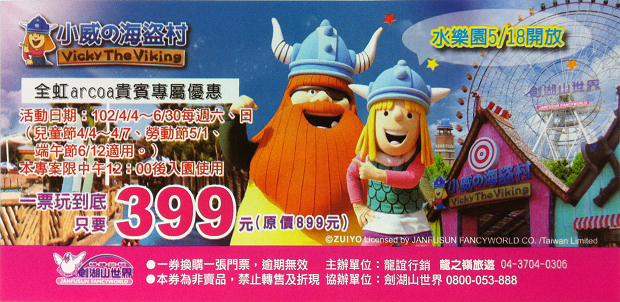 小威の海盜村
Vicky The Viking
水樂園5/18開放
全虹arcoa貴賓專屬優惠
活動日期：102/4/4～6/30每週六、日
（兒童節4/4～4/7、勞動節5/1、
端午節6/12適用。）
本專案限中午12：00後入園使用
一票玩到底
只要 399元(原價899元)
劍湖山世界
JANFUSUN FANCYWORLD
小威の海盜村
Vicky The Viking
©ZUIYO Licensed by JANFUSUN FANCYWORLD CO. /Taiwan Limited
劍湖山世界
●一券換購一張門票，逾期無效 主辦單位：龍誼行銷 龍之嶺旅遊 04-3704-0306
●本券為非賣品，禁止轉售及折現 協辦單位：劍湖山世界 0800-053-888